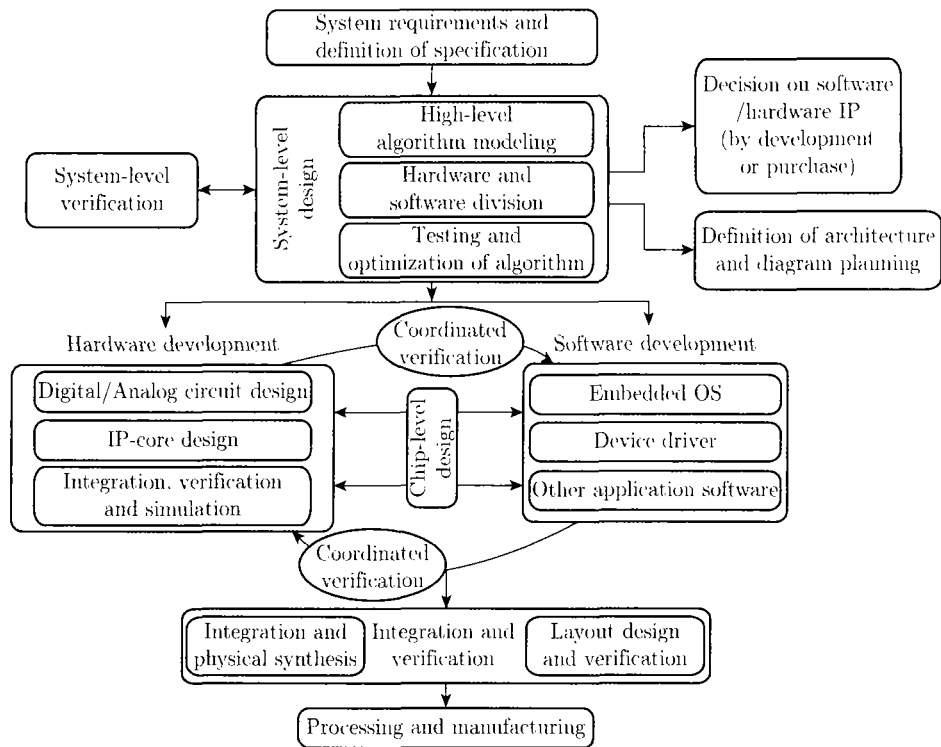 System requirements and
definition of specification
System-level
verification
System-level
design
High-level
algorithm modeling
Hardware and
software division
Testing and
optimization of algorithm
Decision on software
/hardware IP
(by development
or purchase)
Definition of architecture
and diagram planning
Hardware development
Coordinated
verification
Software development
Digital/Analog circuit design
IP-core design
Integration, verification
and simulation
Chip-level
design
Embedded OS
Device driver
Other application software
Coordinated
verification
Integration and
physical synthesis
Integration and
verification
Layout design
and verification
Processing and manufacturing